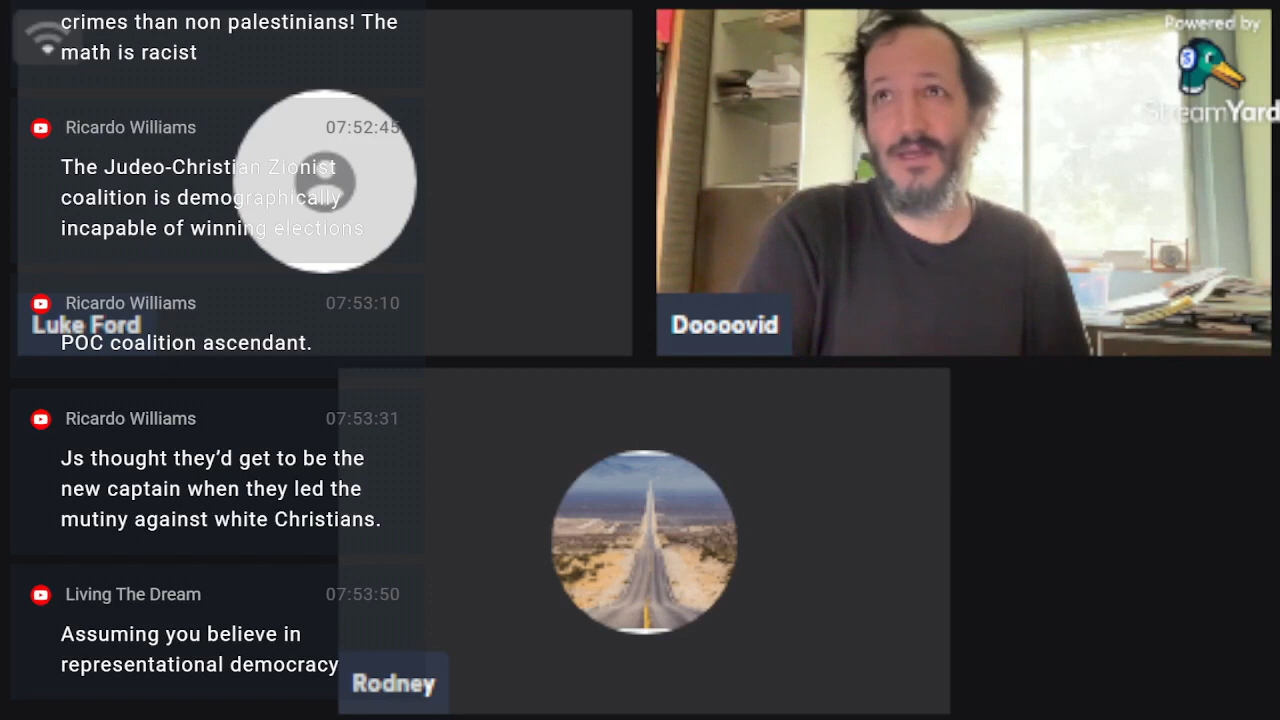 crimes than non palestinians! The
math is racist
Ricardo Williams 07:52:45
The Judeo-Christian Zionist
coalition is demographically
incapable of winning elections
Ricardo Williams 07:53:10
POC coalition ascendant.
Ricardo Williams 07:53:31
Js thought they’d get to be the
new captain when they led the
mutiny against white Christians.
Living The Dream 07:53:50
Assuming you believe in
representational democracy
Luke Ford
Powered by
StreamYard
Doooovid
Rodney